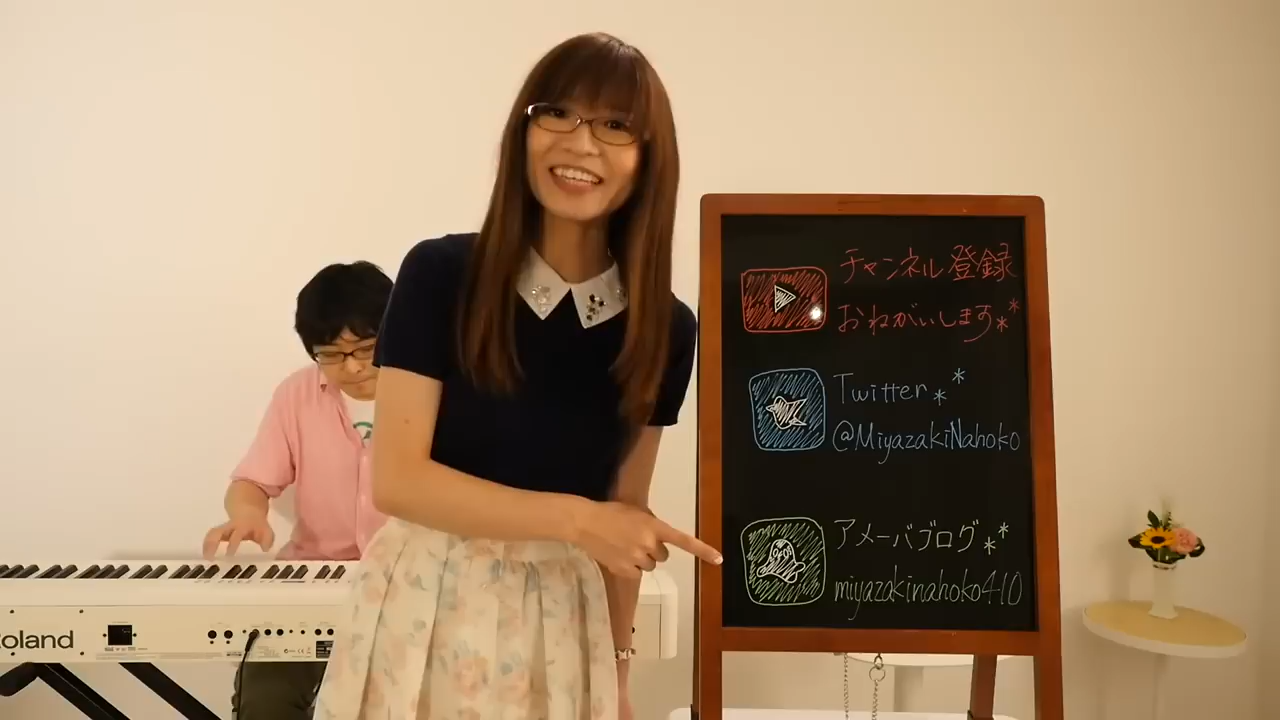 チャンネル登録
おねがいします**
Twitter**
@MiyazakiNahoko
アメーバブログ**
miyazakinahoko410
Roland